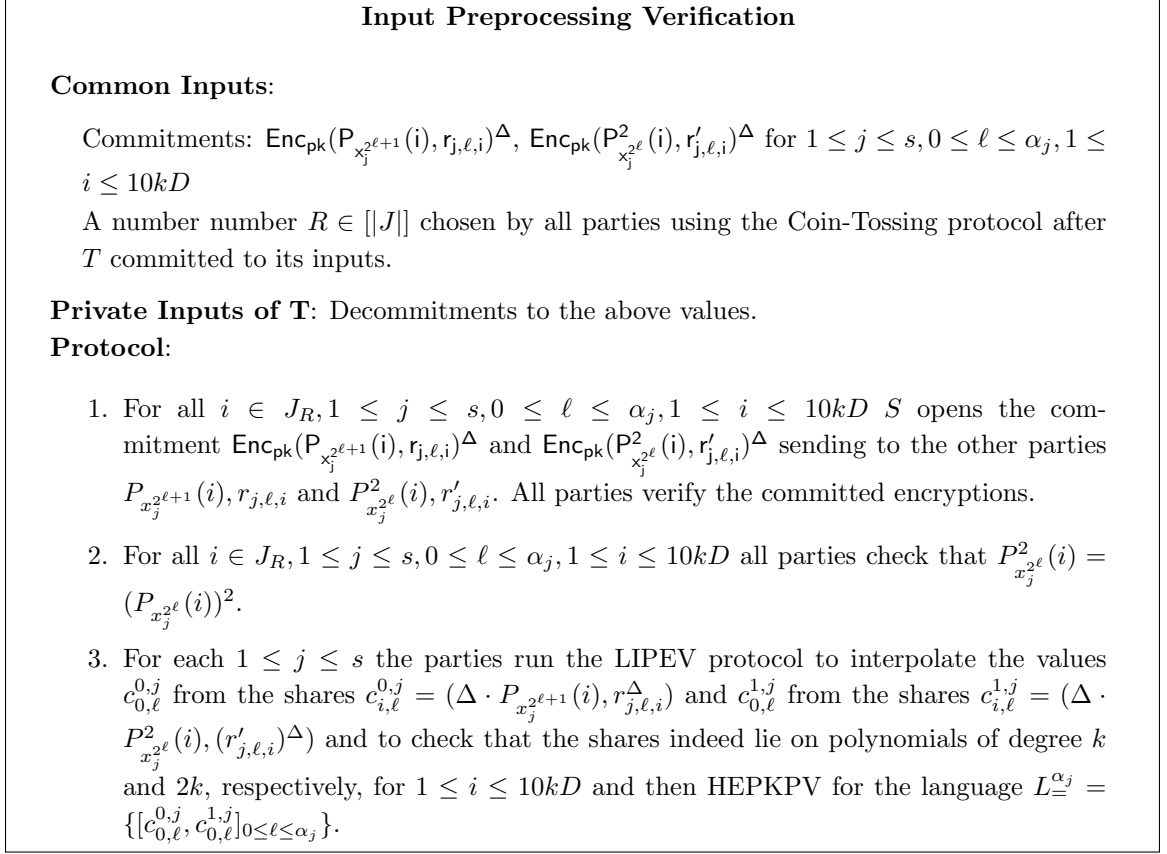 Input Preprocessing Verification
Common Inputs:
Commitments: Enc_pk(P_{x_j^{2^{ℓ+1}}}(i), r_{j,ℓ,i})^Δ, Enc_pk(P^2_{x_j^{2^ℓ}}(i), r'_{j,ℓ,i})^Δ for 1 ≤ j ≤ s, 0 ≤ ℓ ≤ α_j, 1 ≤
i ≤ 10kD
A number number R ∈ [|J|] chosen by all parties using the Coin-Tossing protocol after
T committed to its inputs.
Private Inputs of T: Decommitments to the above values.
Protocol:
1. For all i ∈ J_R, 1 ≤ j ≤ s, 0 ≤ ℓ ≤ α_j, 1 ≤ i ≤ 10kD S opens the com-
mitment Enc_pk(P_{x_j^{2^{ℓ+1}}}(i), r_{j,ℓ,i})^Δ and Enc_pk(P^2_{x_j^{2^ℓ}}(i), r'_{j,ℓ,i})^Δ sending to the other parties
P_{x_j^{2^{ℓ+1}}}(i), r_{j,ℓ,i} and P^2_{x_j^{2^ℓ}}(i), r'_{j,ℓ,i}. All parties verify the committed encryptions.
2. For all i ∈ J_R, 1 ≤ j ≤ s, 0 ≤ ℓ ≤ α_j, 1 ≤ i ≤ 10kD all parties check that P^2_{x_j^{2^ℓ}}(i) =
(P_{x_j^{2^ℓ}}(i))^2.
3. For each 1 ≤ j ≤ s the parties run the LIPEV protocol to interpolate the values
c^{0,j}_{0,ℓ} from the shares c^{0,j}_{i,ℓ} = (Δ · P_{x_j^{2^{ℓ+1}}}(i), r^Δ_{j,ℓ,i}) and c^{1,j}_{0,ℓ} from the shares c^{1,j}_{i,ℓ} = (Δ ·
P^2_{x_j^{2^ℓ}}(i), (r'_{j,ℓ,i})^Δ) and to check that the shares indeed lie on polynomials of degree k
and 2k, respectively, for 1 ≤ i ≤ 10kD and then HEPKPV for the language L_=^{α_j} =
{[c^{0,j}_{0,ℓ}, c^{1,j}_{0,ℓ}]_{0≤ℓ≤α_j}}.